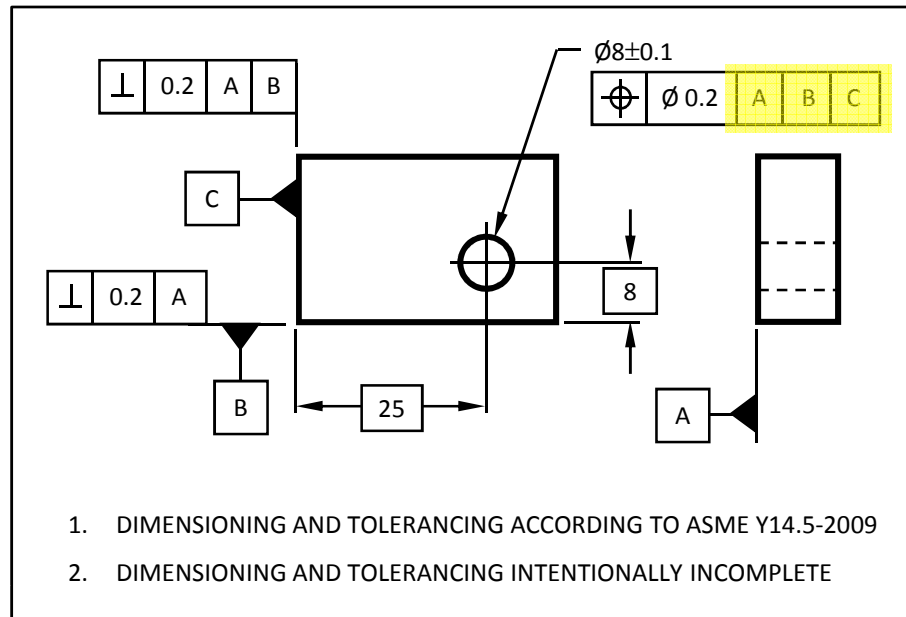 Ø8±0.1
⊥ 0.2 A B
⌖ Ø 0.2 A B C
C
⊥ 0.2 A
8
B
25
A
1. DIMENSIONING AND TOLERANCING ACCORDING TO ASME Y14.5-2009
2. DIMENSIONING AND TOLERANCING INTENTIONALLY INCOMPLETE